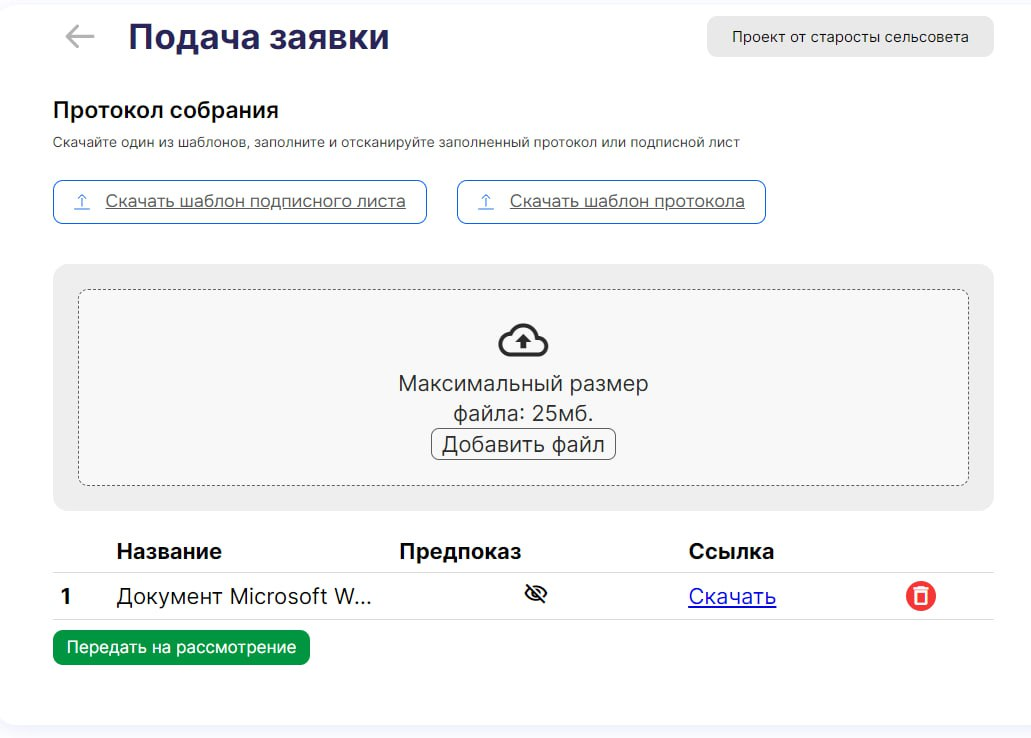 Подача заявки
Проект от старосты сельсовета
Протокол собрания
Скачайте один из шаблонов, заполните и отсканируйте заполненный протокол или подписной лист
Скачать шаблон подписного листа
Скачать шаблон протокола
Максимальный размер
файла: 25мб.
Добавить файл
Название Предпоказ Ссылка
1 Документ Microsoft W... Скачать
Передать на рассмотрение